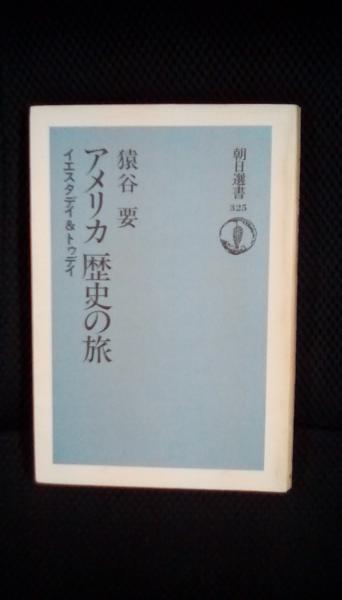 朝日選書
325
猿谷 要
アメリカ 歴史の旅
イエスタデイ&トゥデイ